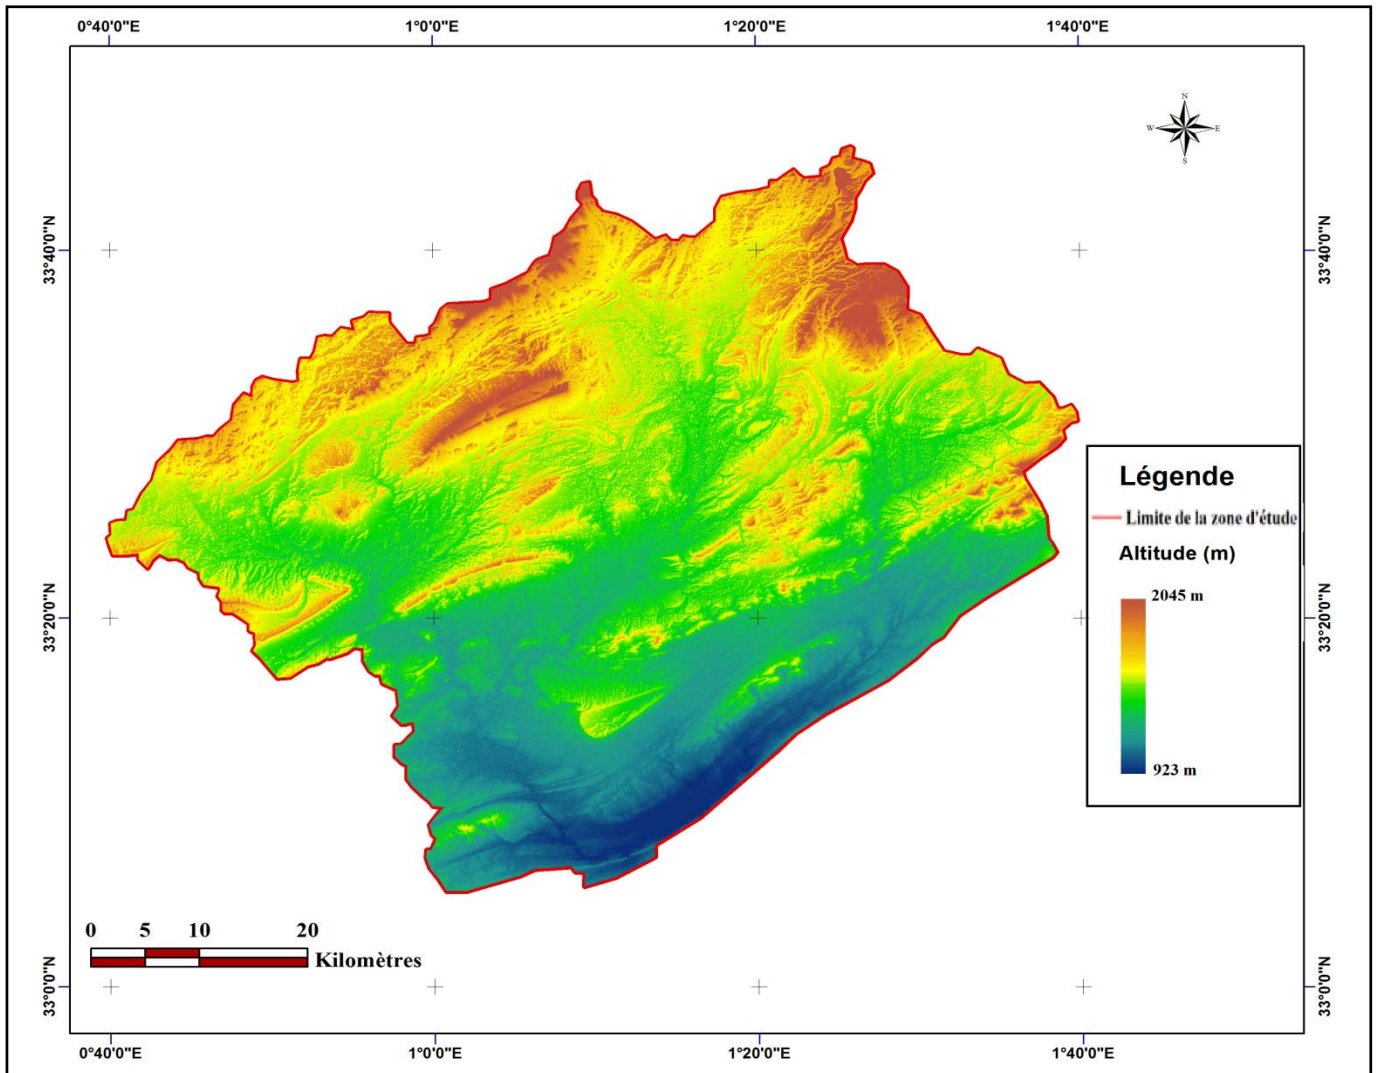 0°40'0"E 1°0'0"E 1°20'0"E 1°40'0"E
N
W E
S
33°40'0"N 33°40'0"N
Légende
Limite de la zone d'étude
Altitude (m)
2045 m
33°20'0"N 33°20'0"N
923 m
0 5 10 20
Kilomètres
33°0'0"N 33°0'0"N
0°40'0"E 1°0'0"E 1°20'0"E 1°40'0"E